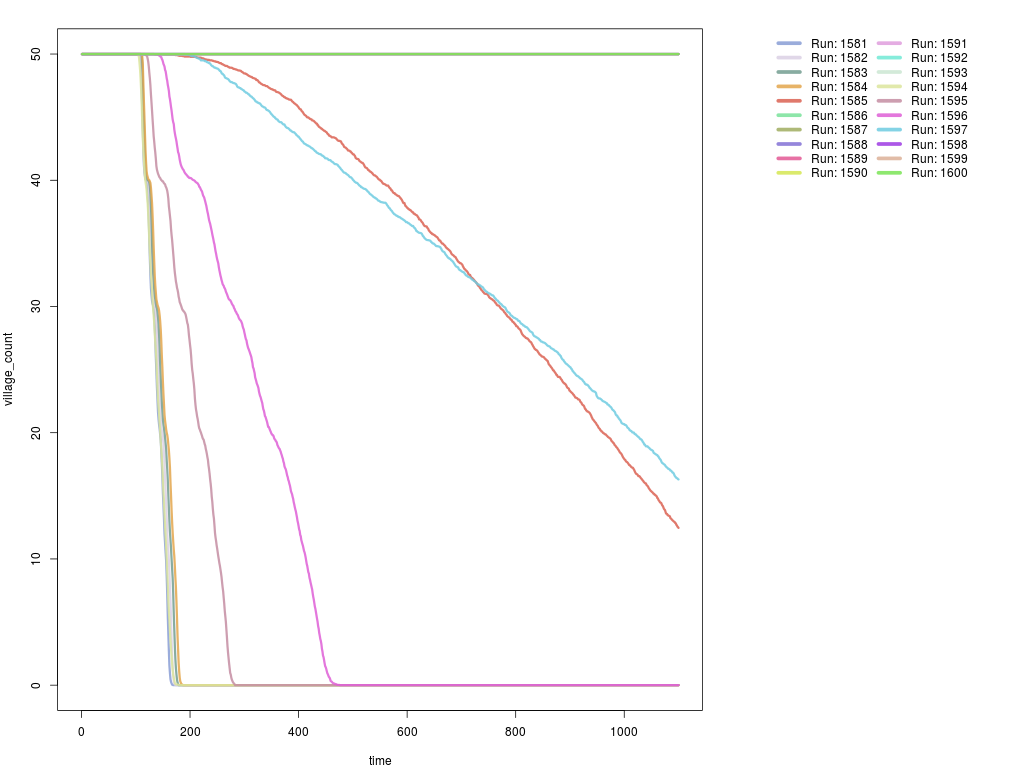 50
40
30
20
10
0
village_count
0 200 400 600 800 1000
time
Run: 1581 Run: 1591
Run: 1582 Run: 1592
Run: 1583 Run: 1593
Run: 1584 Run: 1594
Run: 1585 Run: 1595
Run: 1586 Run: 1596
Run: 1587 Run: 1597
Run: 1588 Run: 1598
Run: 1589 Run: 1599
Run: 1590 Run: 1600